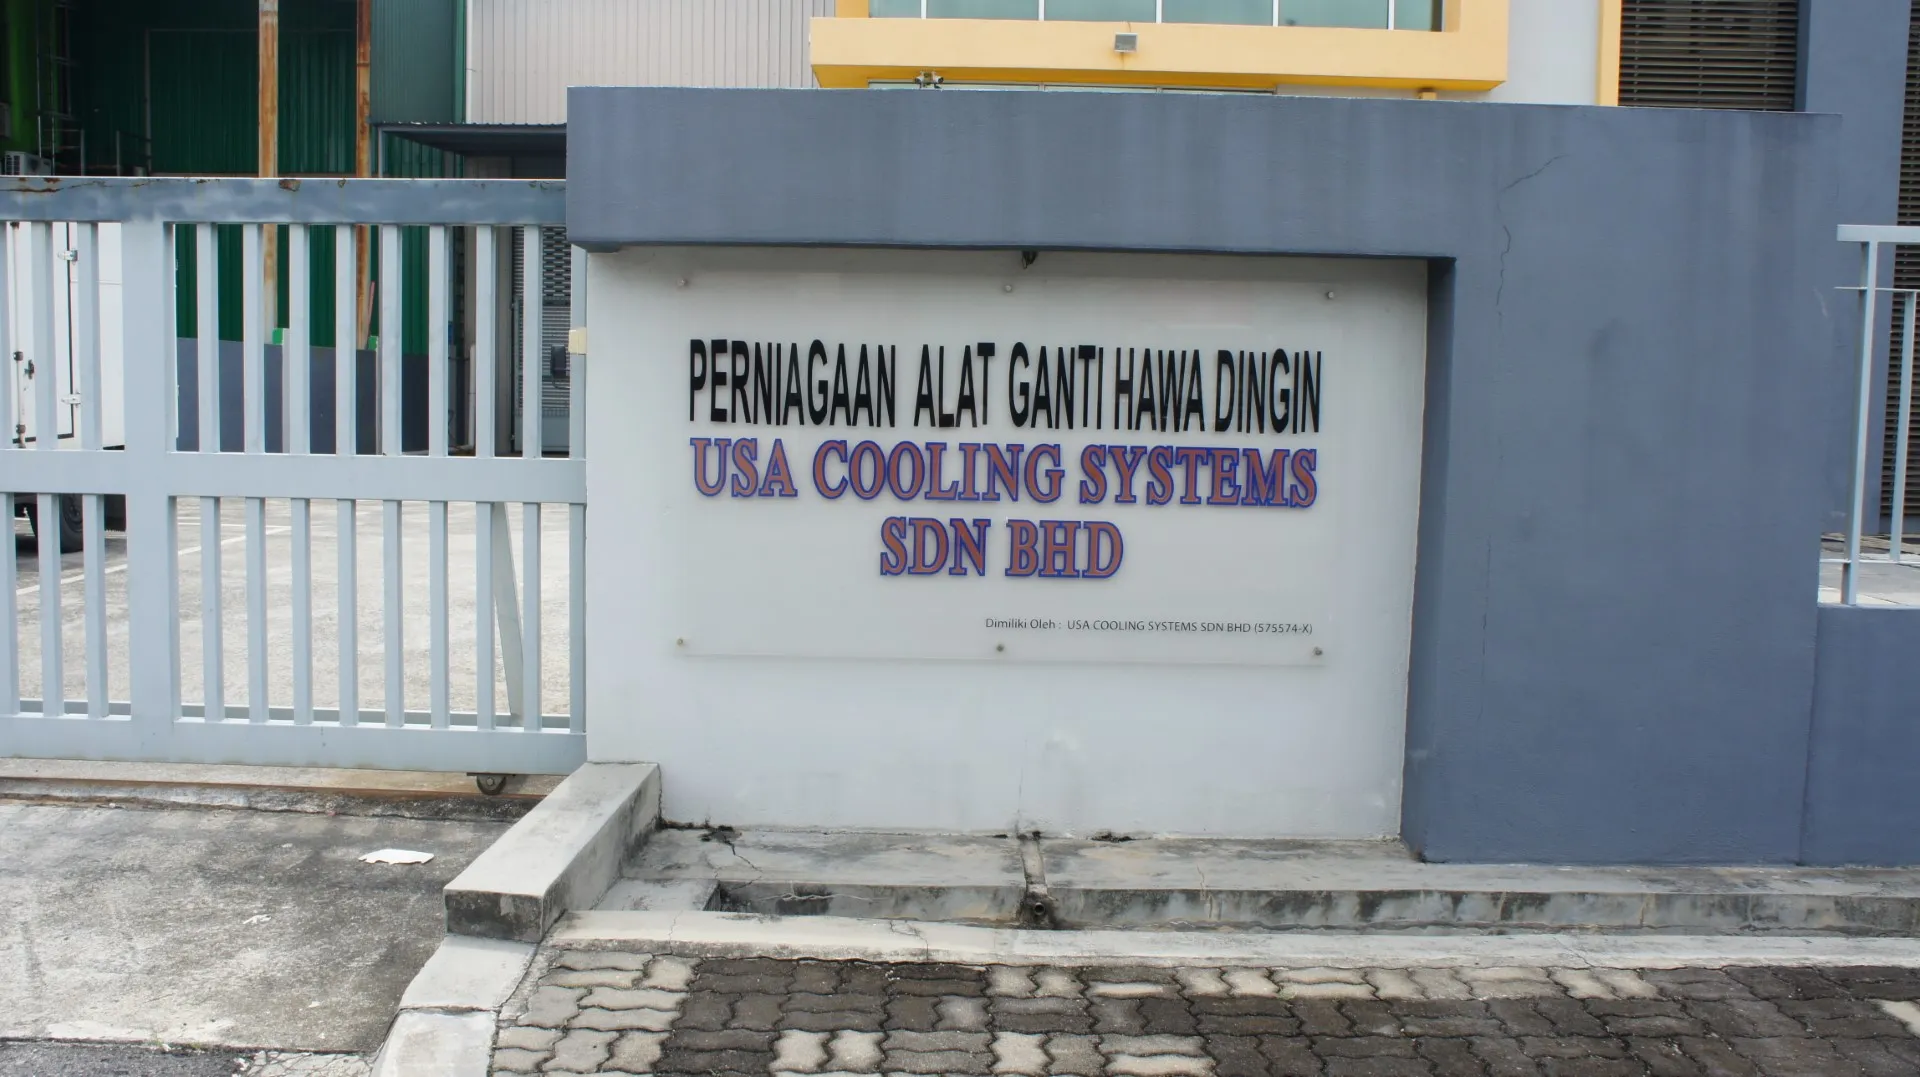 PERNIAGAAN ALAT GANTI HAWA DINGIN
USA COOLING SYSTEMS
SDN BHD
Dimiliki Oleh : USA COOLING SYSTEMS SDN BHD (575574-X)